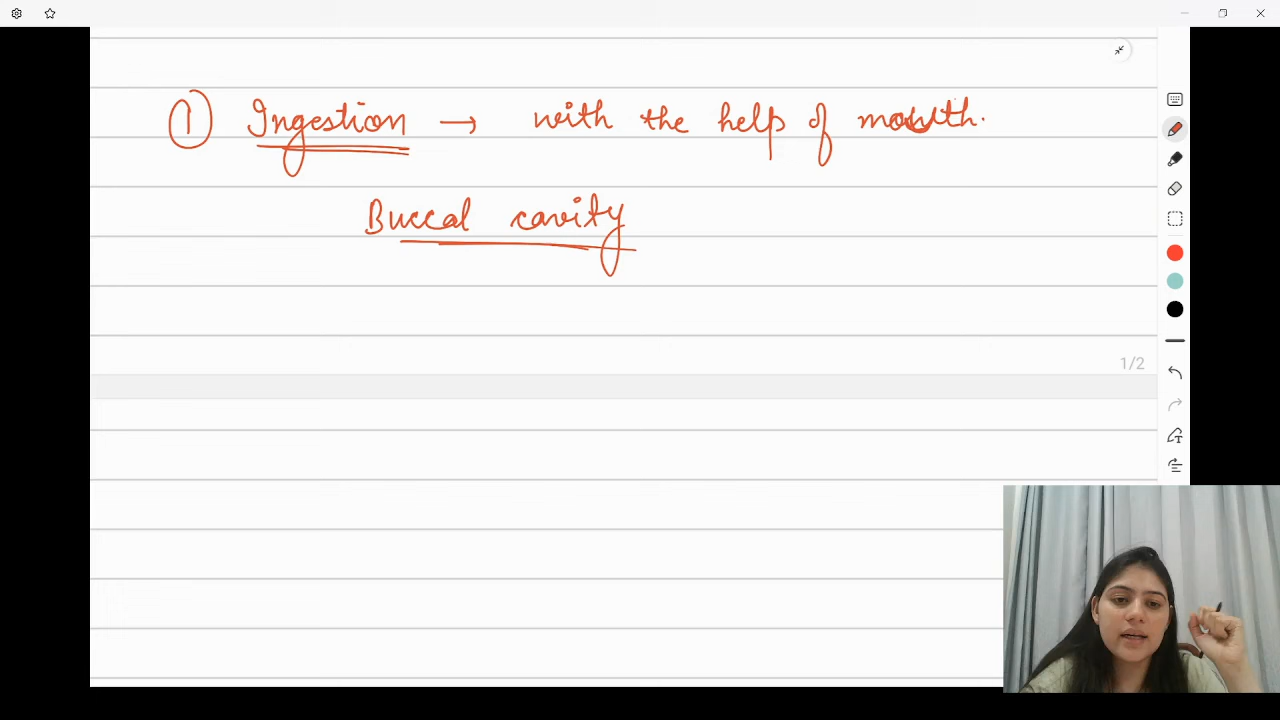 ① Ingestion → with the help of mouth.
Buccal cavity
1/2